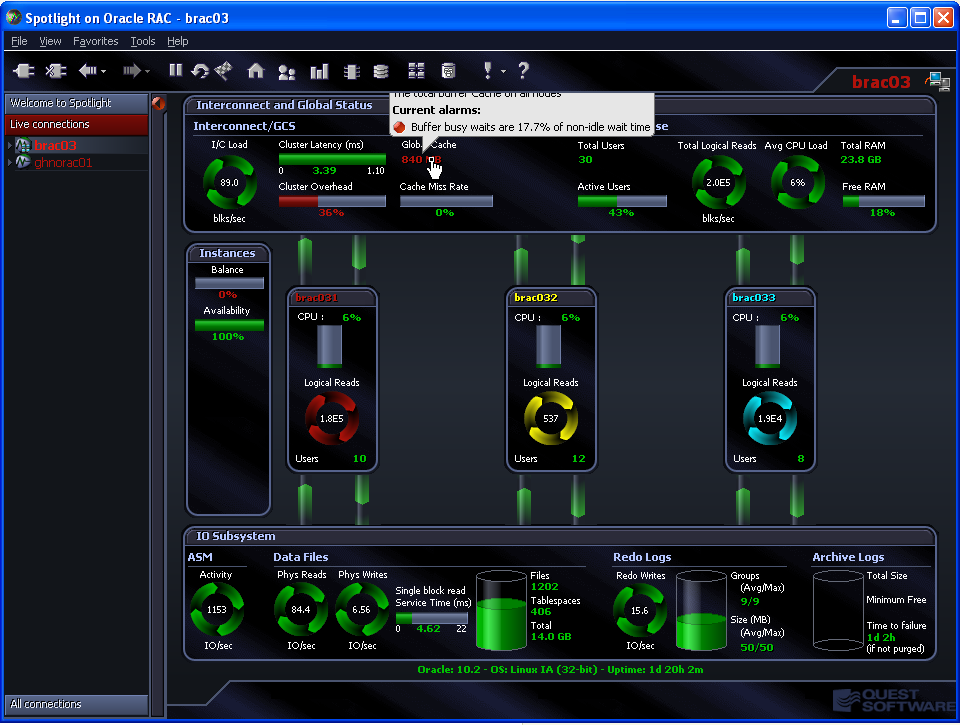 Spotlight on Oracle RAC - brac03
File View Favorites Tools Help
brac03
Welcome to Spotlight
Live connections
brac03
ghnorac01
All connections
Interconnect and Global Status
The total Buffer Cache on all nodes
Current alarms:
Buffer busy waits are 17.7% of non-idle wait time
Interconnect/GCS
se
I/C Load
89.0
blks/sec
Cluster Latency (ms)
0 3.39 1.10
Cluster Overhead
36%
Global Cache
840 MB
Cache Miss Rate
0%
Total Users
30
Active Users
43%
Total Logical Reads
2.0E5
blks/sec
Avg CPU Load
6%
Total RAM
23.8 GB
Free RAM
18%
Instances
Balance
0%
Availability
100%
brac031
CPU : 6%
Logical Reads
1.8E5
Users 10
brac032
CPU : 6%
Logical Reads
537
Users 12
brac033
CPU : 6%
Logical Reads
1.9E4
Users 8
IO Subsystem
ASM
Activity
1153
IO/sec
Data Files
Phys Reads
84.4
IO/sec
Phys Writes
6.56
IO/sec
Single block read
Service Time (ms)
0 4.62 22
Files
1202
Tablespaces
406
Total
14.0 GB
Redo Logs
Redo Writes
15.6
IO/sec
Groups
(Avg/Max)
9/9
Size (MB)
(Avg/Max)
50/50
Archive Logs
Total Size
Minimum Free
Time to failure
1d 2h
(if not purged)
Oracle: 10.2 - OS: Linux IA (32-bit) - Uptime: 1d 20h 2m
QUEST
SOFTWARE